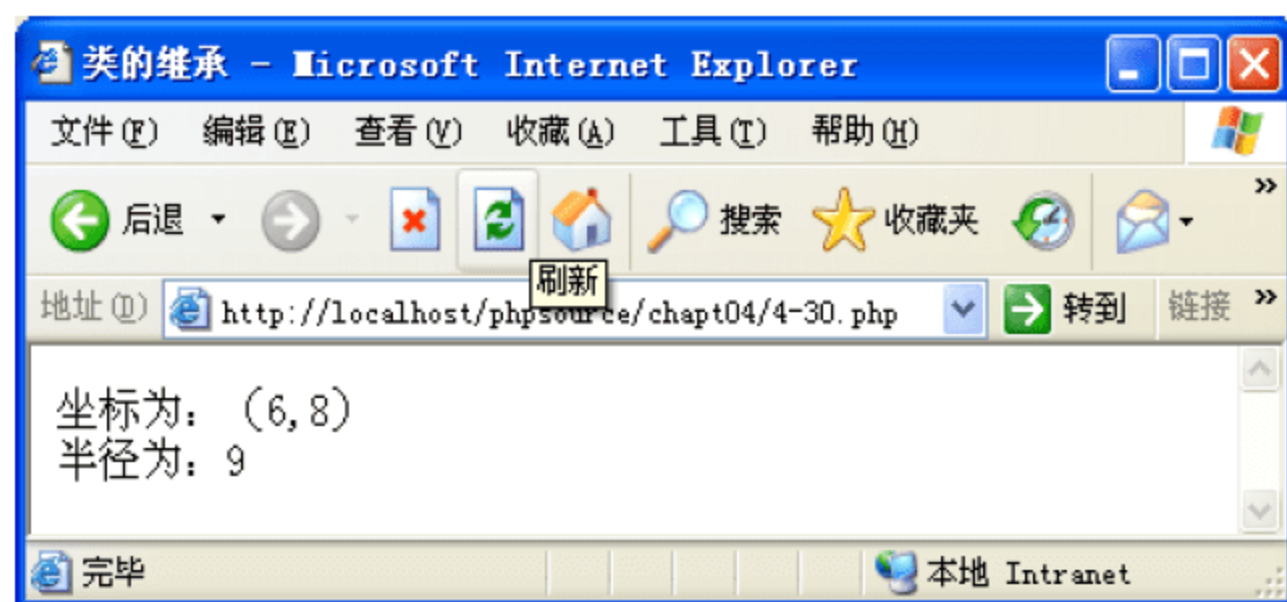 类的继承 - Microsoft Internet Explorer
文件(F) 编辑(E) 查看(V) 收藏(A) 工具(T) 帮助(H)
后退 搜索 收藏夹 »
刷新
地址(D) http://localhost/phpsource/chapt04/4-30.php 转到 链接 »
坐标为：（6,8）
半径为：9
完毕 本地 Intranet